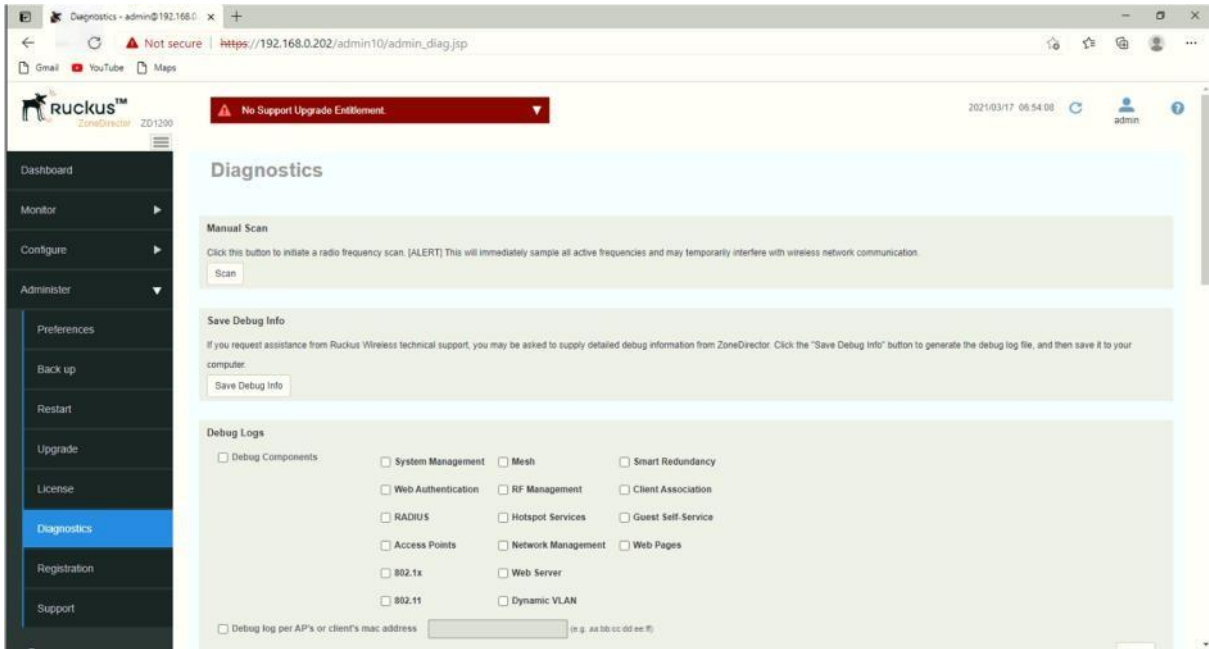 Diagnostics - admin@192.168.0
Not secure https://192.168.0.202/admin10/admin_diag.jsp
Gmail YouTube Maps
Ruckus™
ZoneDirector ZD1200
No Support Upgrade Entitlement.
2021/03/17 06:54:08
admin
Dashboard
Monitor
Configure
Administer
Preferences
Back up
Restart
Upgrade
License
Diagnostics
Registration
Support
Diagnostics
Manual Scan
Click this button to initiate a radio frequency scan. [ALERT] This will immediately sample all active frequencies and may temporarily interfere with wireless network communication.
Scan
Save Debug Info
If you request assistance from Ruckus Wireless technical support, you may be asked to supply detailed debug information from ZoneDirector. Click the "Save Debug Info" button to generate the debug log file, and then save it to your
computer.
Save Debug Info
Debug Logs
Debug Components
System Management Mesh Smart Redundancy
Web Authentication RF Management Client Association
RADIUS Hotspot Services Guest Self-Service
Access Points Network Management Web Pages
802.1x Web Server
802.11 Dynamic VLAN
Debug log per AP's or client's mac address (e.g. aa:bb:cc:dd:ee:ff)